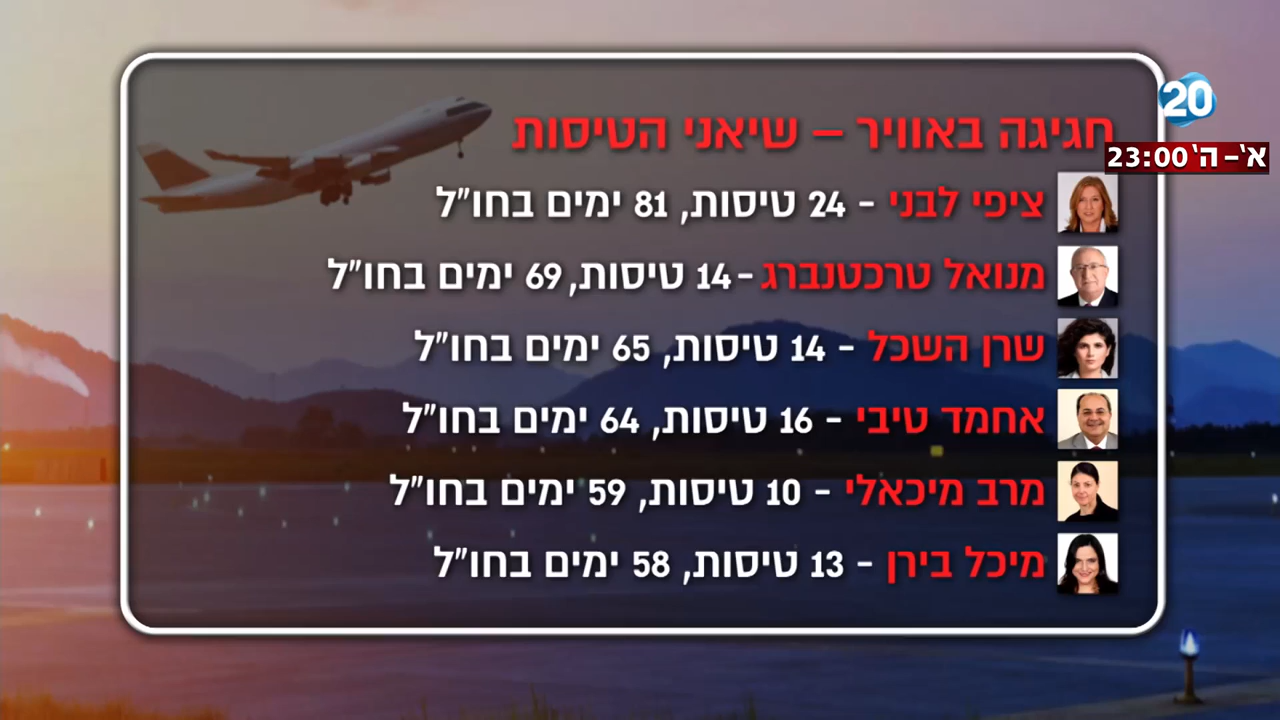 חגיגה באוויר – שיאני הטיסות
20
א'-ה' 23:00
ציפי לבני - 24 טיסות, 81 ימים בחו"ל
מנואל טרכטנברג - 14 טיסות, 69 ימים בחו"ל
שרן השכל - 14 טיסות, 65 ימים בחו"ל
אחמד טיבי - 16 טיסות, 64 ימים בחו"ל
מרב מיכאלי - 10 טיסות, 59 ימים בחו"ל
מיכל בירן - 13 טיסות, 58 ימים בחו"ל